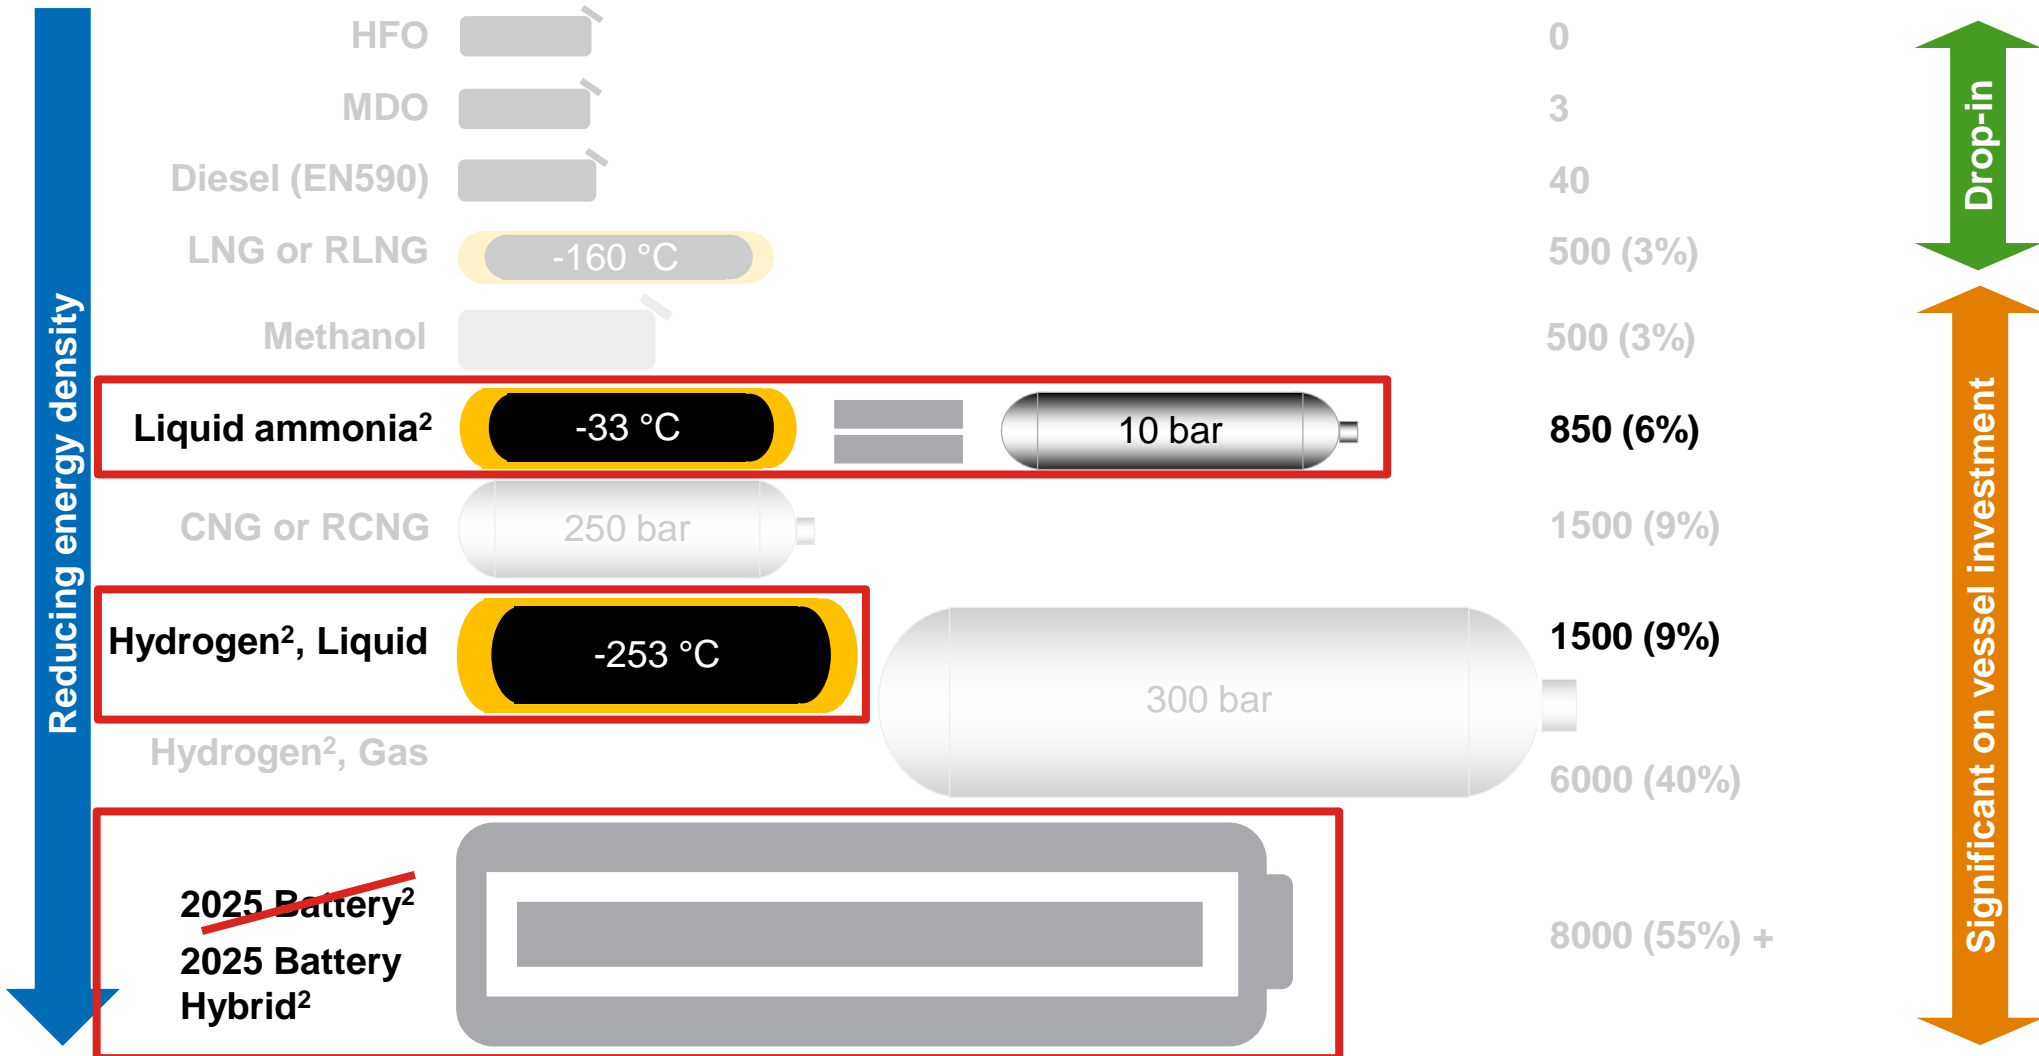 Reducing energy density
HFO
0
MDO
3
Diesel (EN590)
40
LNG or RLNG
-160 °C
500 (3%)
Methanol
500 (3%)
Liquid ammonia²
-33 °C
10 bar
850 (6%)
CNG or RCNG
250 bar
1500 (9%)
Hydrogen², Liquid
-253 °C
1500 (9%)
300 bar
Hydrogen², Gas
6000 (40%)
2025 Battery²
2025 Battery
Hybrid²
8000 (55%) +
Drop-in
Significant on vessel investment